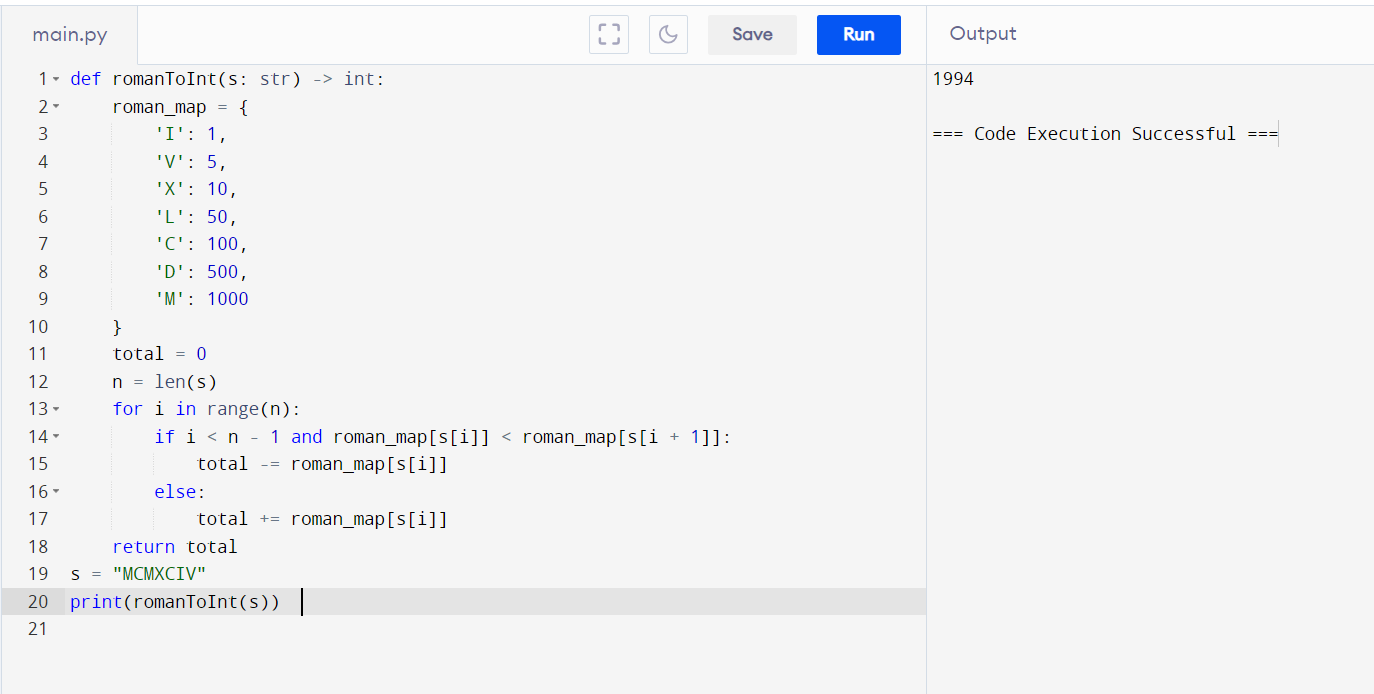 main.py
Save
Run
Output
1 def romanToInt(s: str) -> int:
2     roman_map = {
3         'I': 1,
4         'V': 5,
5         'X': 10,
6         'L': 50,
7         'C': 100,
8         'D': 500,
9         'M': 1000
10     }
11     total = 0
12     n = len(s)
13     for i in range(n):
14         if i < n - 1 and roman_map[s[i]] < roman_map[s[i + 1]]:
15             total -= roman_map[s[i]]
16         else:
17             total += roman_map[s[i]]
18     return total
19 s = "MCMXCIV"
20 print(romanToInt(s))
21
1994
=== Code Execution Successful ===